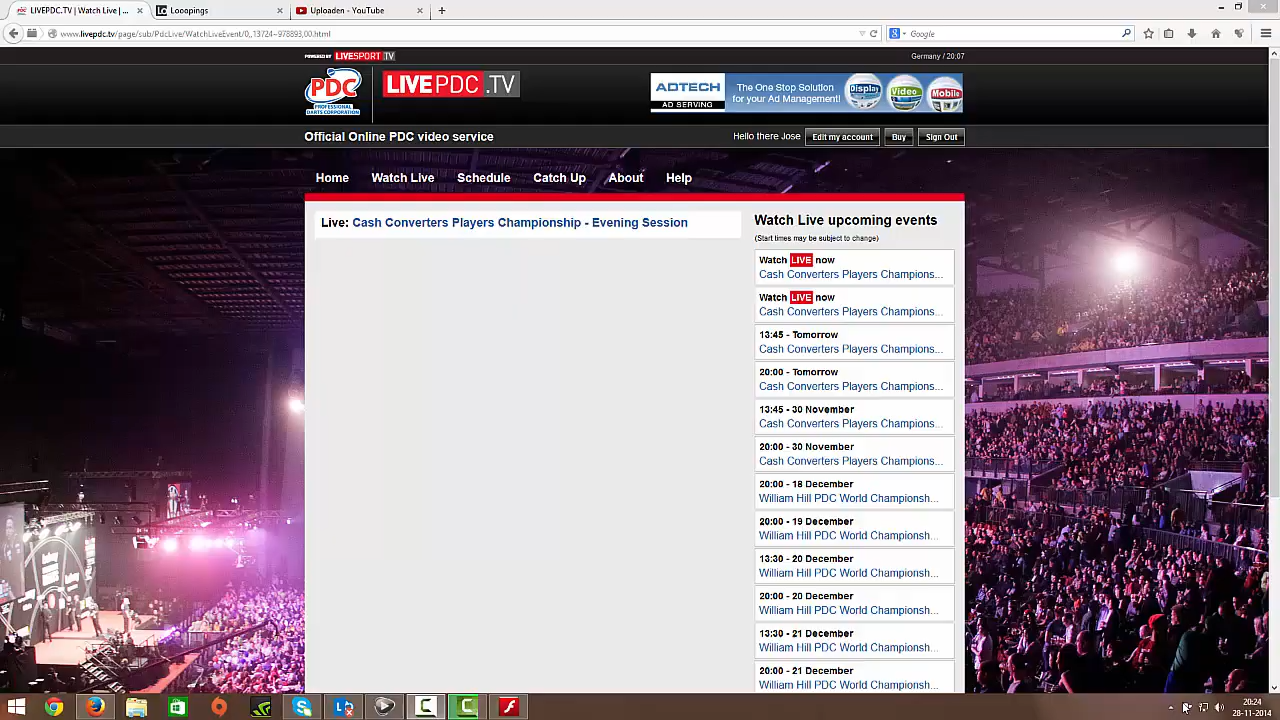 LIVEPDC.TV | Watch Live | ...
Looopings
Uploaden - YouTube
www.livepdc.tv/page/sub/PdcLive/WatchLiveEvent/0,,13724~978893,00.html
Google
POWERED BY LIVESPORT TV
Germany / 20:07
PDC
PROFESSIONAL
DARTS CORPORATION
LIVEPDC.TV
ADTECH
AD SERVING
The One Stop Solution
for your Ad Management!
Display
Video
Mobile
Official Online PDC video service
Hello there Jose
Edit my account
Buy
Sign Out
Home
Watch Live
Schedule
Catch Up
About
Help
Live: Cash Converters Players Championship - Evening Session
Watch Live upcoming events
(Start times may be subject to change)
Watch LIVE now
Cash Converters Players Champions...
Watch LIVE now
Cash Converters Players Champions...
13:45 - Tomorrow
Cash Converters Players Champions...
20:00 - Tomorrow
Cash Converters Players Champions...
13:45 - 30 November
Cash Converters Players Champions...
20:00 - 30 November
Cash Converters Players Champions...
20:00 - 18 December
William Hill PDC World Championsh...
20:00 - 19 December
William Hill PDC World Championsh...
13:30 - 20 December
William Hill PDC World Championsh...
20:00 - 20 December
William Hill PDC World Championsh...
13:30 - 21 December
William Hill PDC World Championsh...
20:00 - 21 December
William Hill PDC World Championsh...
20:24
28-11-2014